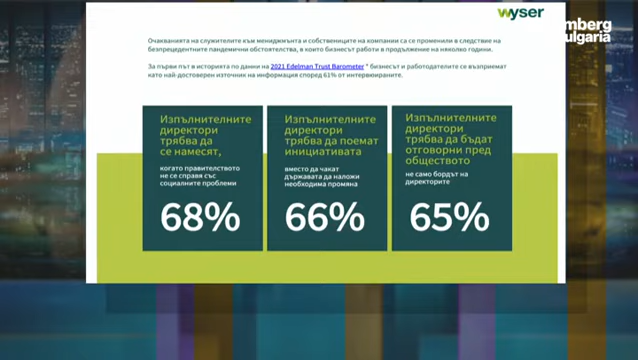 wyser
mberg
ulgaria
Очакванията на служителите към мениджмънта и собствениците на компании са се променили в следствие на
безпрецедентните пандемични обстоятелства, в които бизнесът работи в продължение на няколко години.
За първи път в историята по данни на 2021 Edelman Trust Barometer * бизнесът и работодателите се възприемат
като най-достоверен източник на информация според 61% от интервюираните.
Изпълнителните
директори
трябва да
се намесят,
когато правителството
не се справя със
социалните проблеми
68%
Изпълнителните
директори
трябва да поемат
инициативата
вместо да чакат
държавата да наложи
необходима промяна
66%
Изпълнителните
директори
трябва да бъдат
отговорни пред
обществото
не само бордът на
директорите
65%